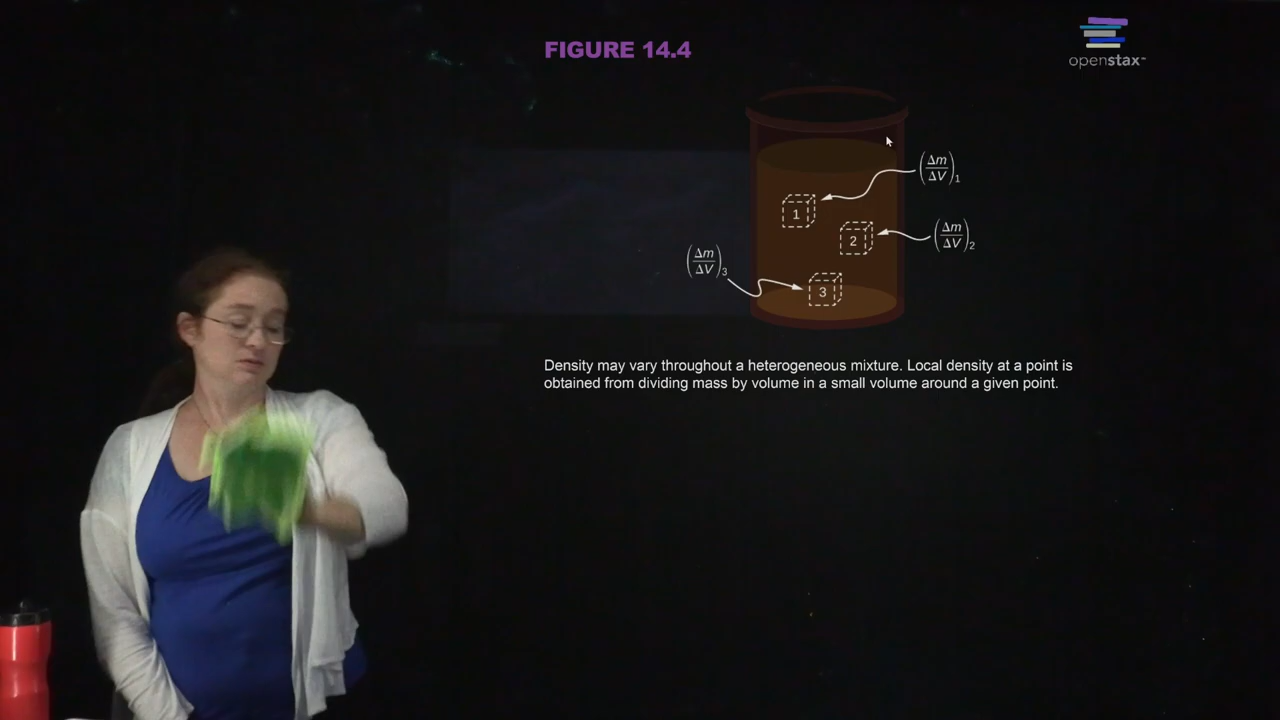 FIGURE 14.4
openstax™
(Δm/ΔV)₁
1
2
(Δm/ΔV)₂
(Δm/ΔV)₃
3
Density may vary throughout a heterogeneous mixture. Local density at a point is
obtained from dividing mass by volume in a small volume around a given point.